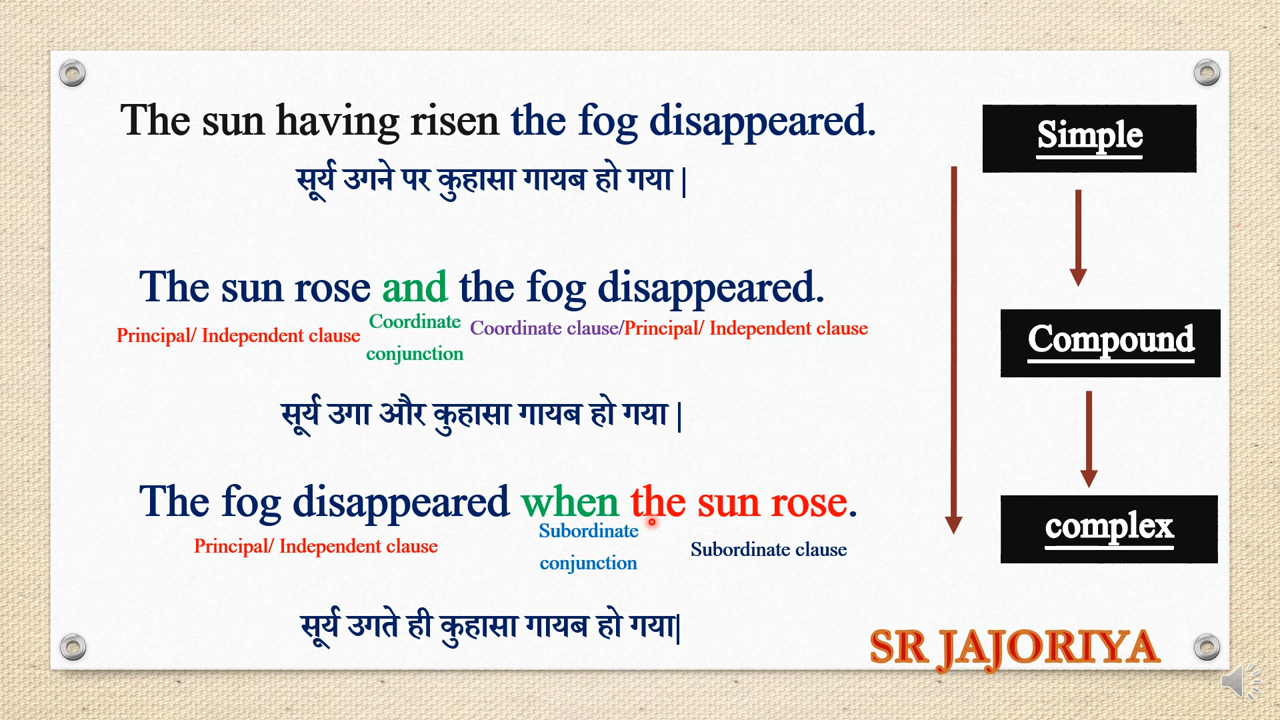 The sun having risen the fog disappeared.
Simple
सूर्य उगने पर कुहासा गायब हो गया |
The sun rose and the fog disappeared.
Principal/ Independent clause
Coordinate
conjunction
Coordinate clause/Principal/ Independent clause
Compound
सूर्य उगा और कुहासा गायब हो गया |
The fog disappeared when the sun rose.
Principal/ Independent clause
Subordinate
conjunction
Subordinate clause
complex
सूर्य उगते ही कुहासा गायब हो गया|
SR JAJORIYA